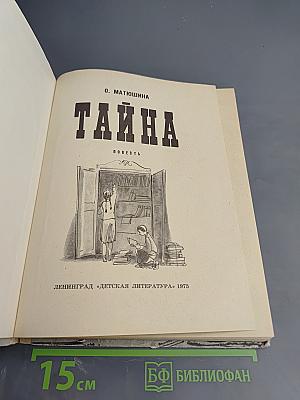 О. МАТЮШИНА
ТАЙНА
ПОВЕСТЬ
ЛЕНИНГРАД «ДЕТСКАЯ ЛИТЕРАТУРА» 1975
15 см
БФ БИБЛИОФАН